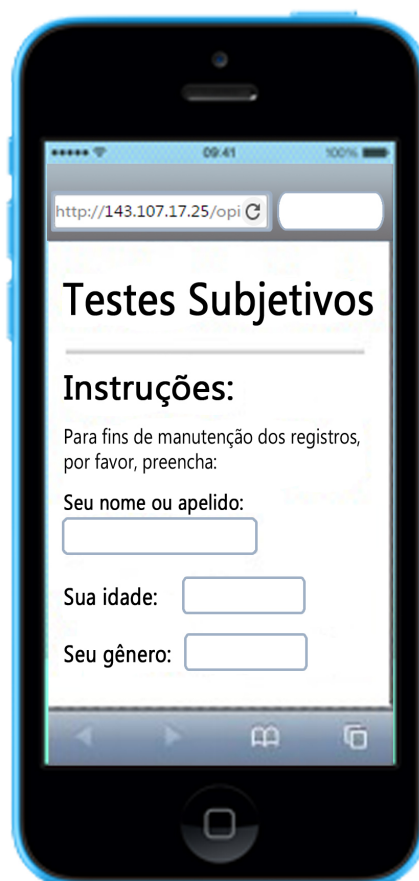 09:41
100%
http://143.107.17.25/opi
Testes Subjetivos
Instruções:
Para fins de manutenção dos registros,
por favor, preencha:
Seu nome ou apelido:
Sua idade:
Seu gênero: